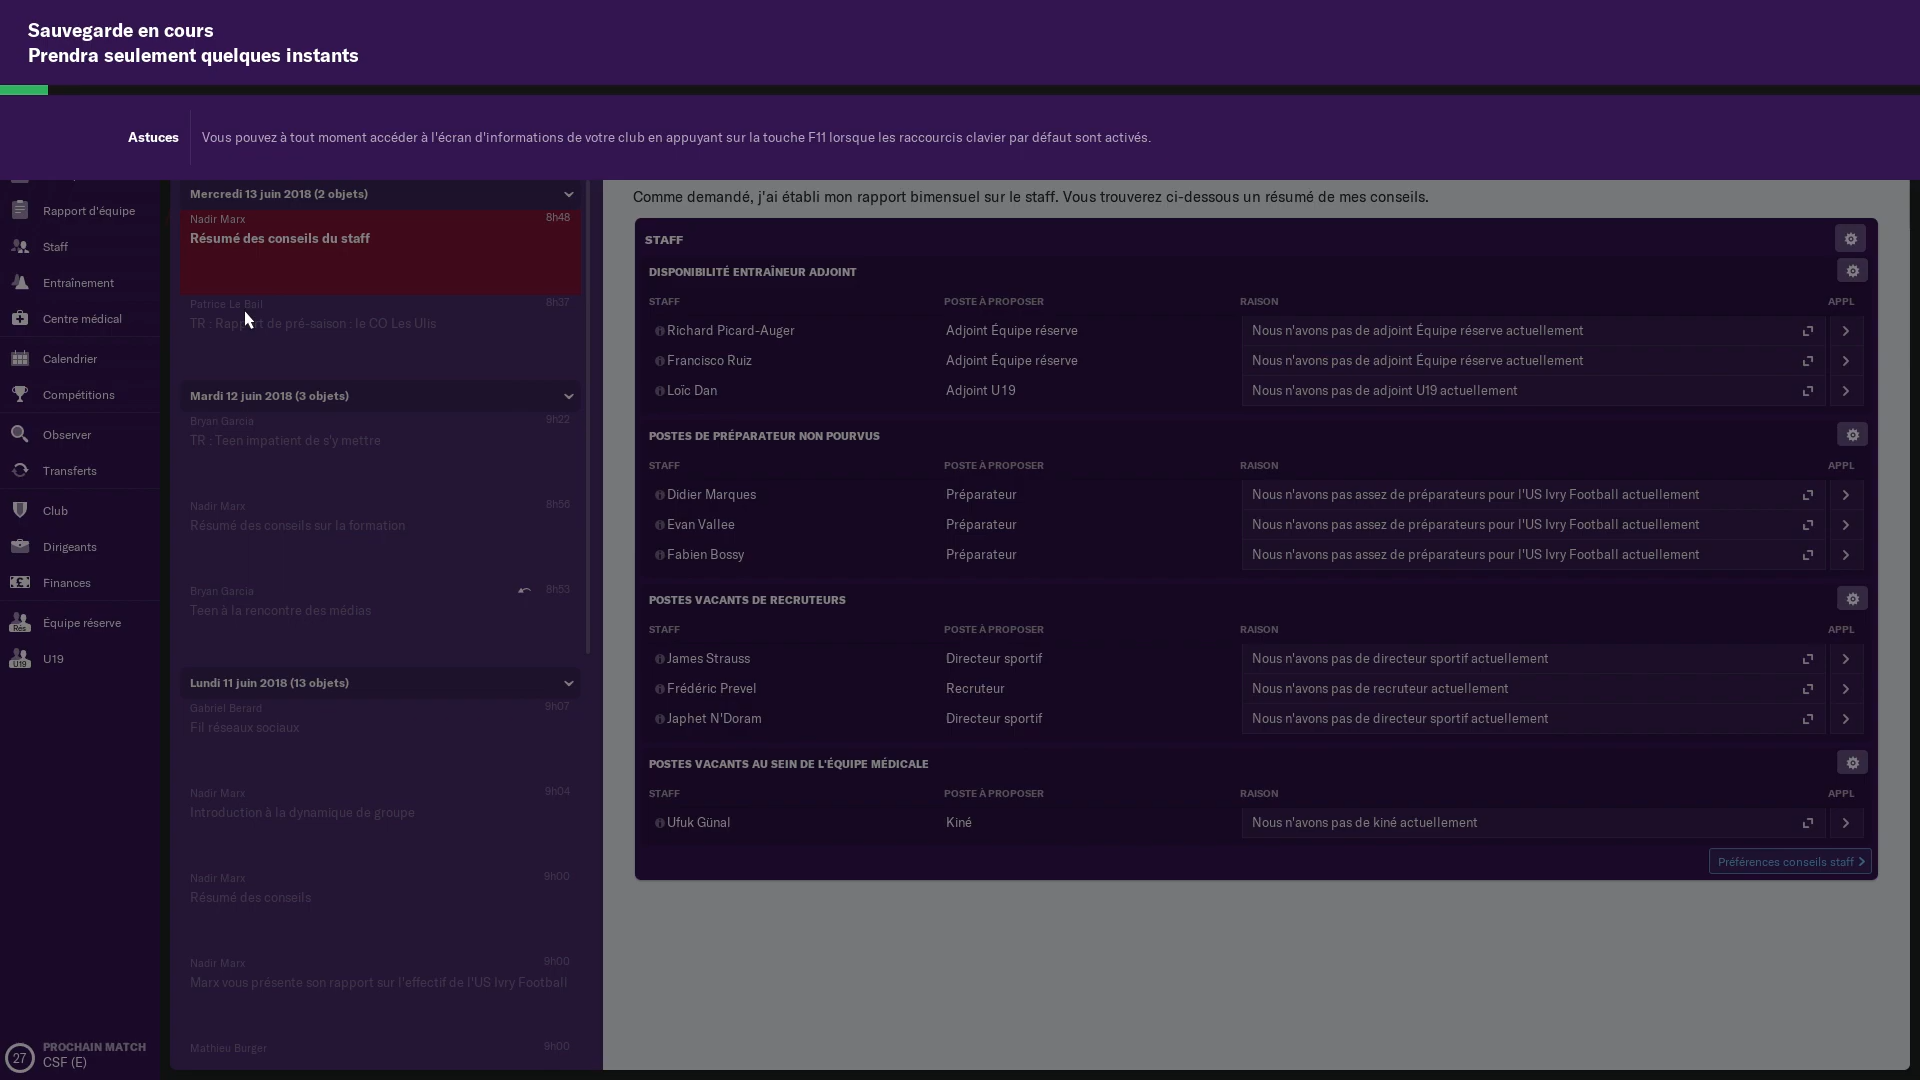 Sauvegarde en cours
Prendra seulement quelques instants
Astuces
Vous pouvez à tout moment accéder à l'écran d'informations de votre club en appuyant sur la touche F11 lorsque les raccourcis clavier par défaut sont activés.
Rapport d'équipe
Staff
Entraînement
Centre médical
Calendrier
Compétitions
Observer
Transferts
Club
Dirigeants
Finances
Rés
Équipe réserve
U19
U19
27
PROCHAIN MATCH
CSF (E)
Mercredi 13 juin 2018 (2 objets)
Nadir Marx 8h48
Résumé des conseils du staff
Patrice Le Bail 8h37
TR : Rapport de pré-saison : le CO Les Ulis
Mardi 12 juin 2018 (3 objets)
Bryan Garcia 9h22
TR : Teen impatient de s'y mettre
Nadir Marx 8h56
Résumé des conseils sur la formation
Bryan Garcia 8h53
Teen à la rencontre des médias
Lundi 11 juin 2018 (13 objets)
Gabriel Berard 9h07
Fil réseaux sociaux
Nadir Marx 9h04
Introduction à la dynamique de groupe
Nadir Marx 9h00
Résumé des conseils
Nadir Marx 9h00
Marx vous présente son rapport sur l'effectif de l'US Ivry Football
Mathieu Burger 9h00
Comme demandé, j'ai établi mon rapport bimensuel sur le staff. Vous trouverez ci-dessous un résumé de mes conseils.
STAFF
DISPONIBILITÉ ENTRAÎNEUR ADJOINT
STAFF POSTE À PROPOSER RAISON APPL
Richard Picard-Auger Adjoint Équipe réserve Nous n'avons pas de adjoint Équipe réserve actuellement
Francisco Ruiz Adjoint Équipe réserve Nous n'avons pas de adjoint Équipe réserve actuellement
Loïc Dan Adjoint U19 Nous n'avons pas de adjoint U19 actuellement
POSTES DE PRÉPARATEUR NON POURVUS
STAFF POSTE À PROPOSER RAISON APPL
Didier Marques Préparateur Nous n'avons pas assez de préparateurs pour l'US Ivry Football actuellement
Evan Vallee Préparateur Nous n'avons pas assez de préparateurs pour l'US Ivry Football actuellement
Fabien Bossy Préparateur Nous n'avons pas assez de préparateurs pour l'US Ivry Football actuellement
POSTES VACANTS DE RECRUTEURS
STAFF POSTE À PROPOSER RAISON APPL
James Strauss Directeur sportif Nous n'avons pas de directeur sportif actuellement
Frédéric Prevel Recruteur Nous n'avons pas de recruteur actuellement
Japhet N'Doram Directeur sportif Nous n'avons pas de directeur sportif actuellement
POSTES VACANTS AU SEIN DE L'ÉQUIPE MÉDICALE
STAFF POSTE À PROPOSER RAISON APPL
Ufuk Günal Kiné Nous n'avons pas de kiné actuellement
Préférences conseils staff